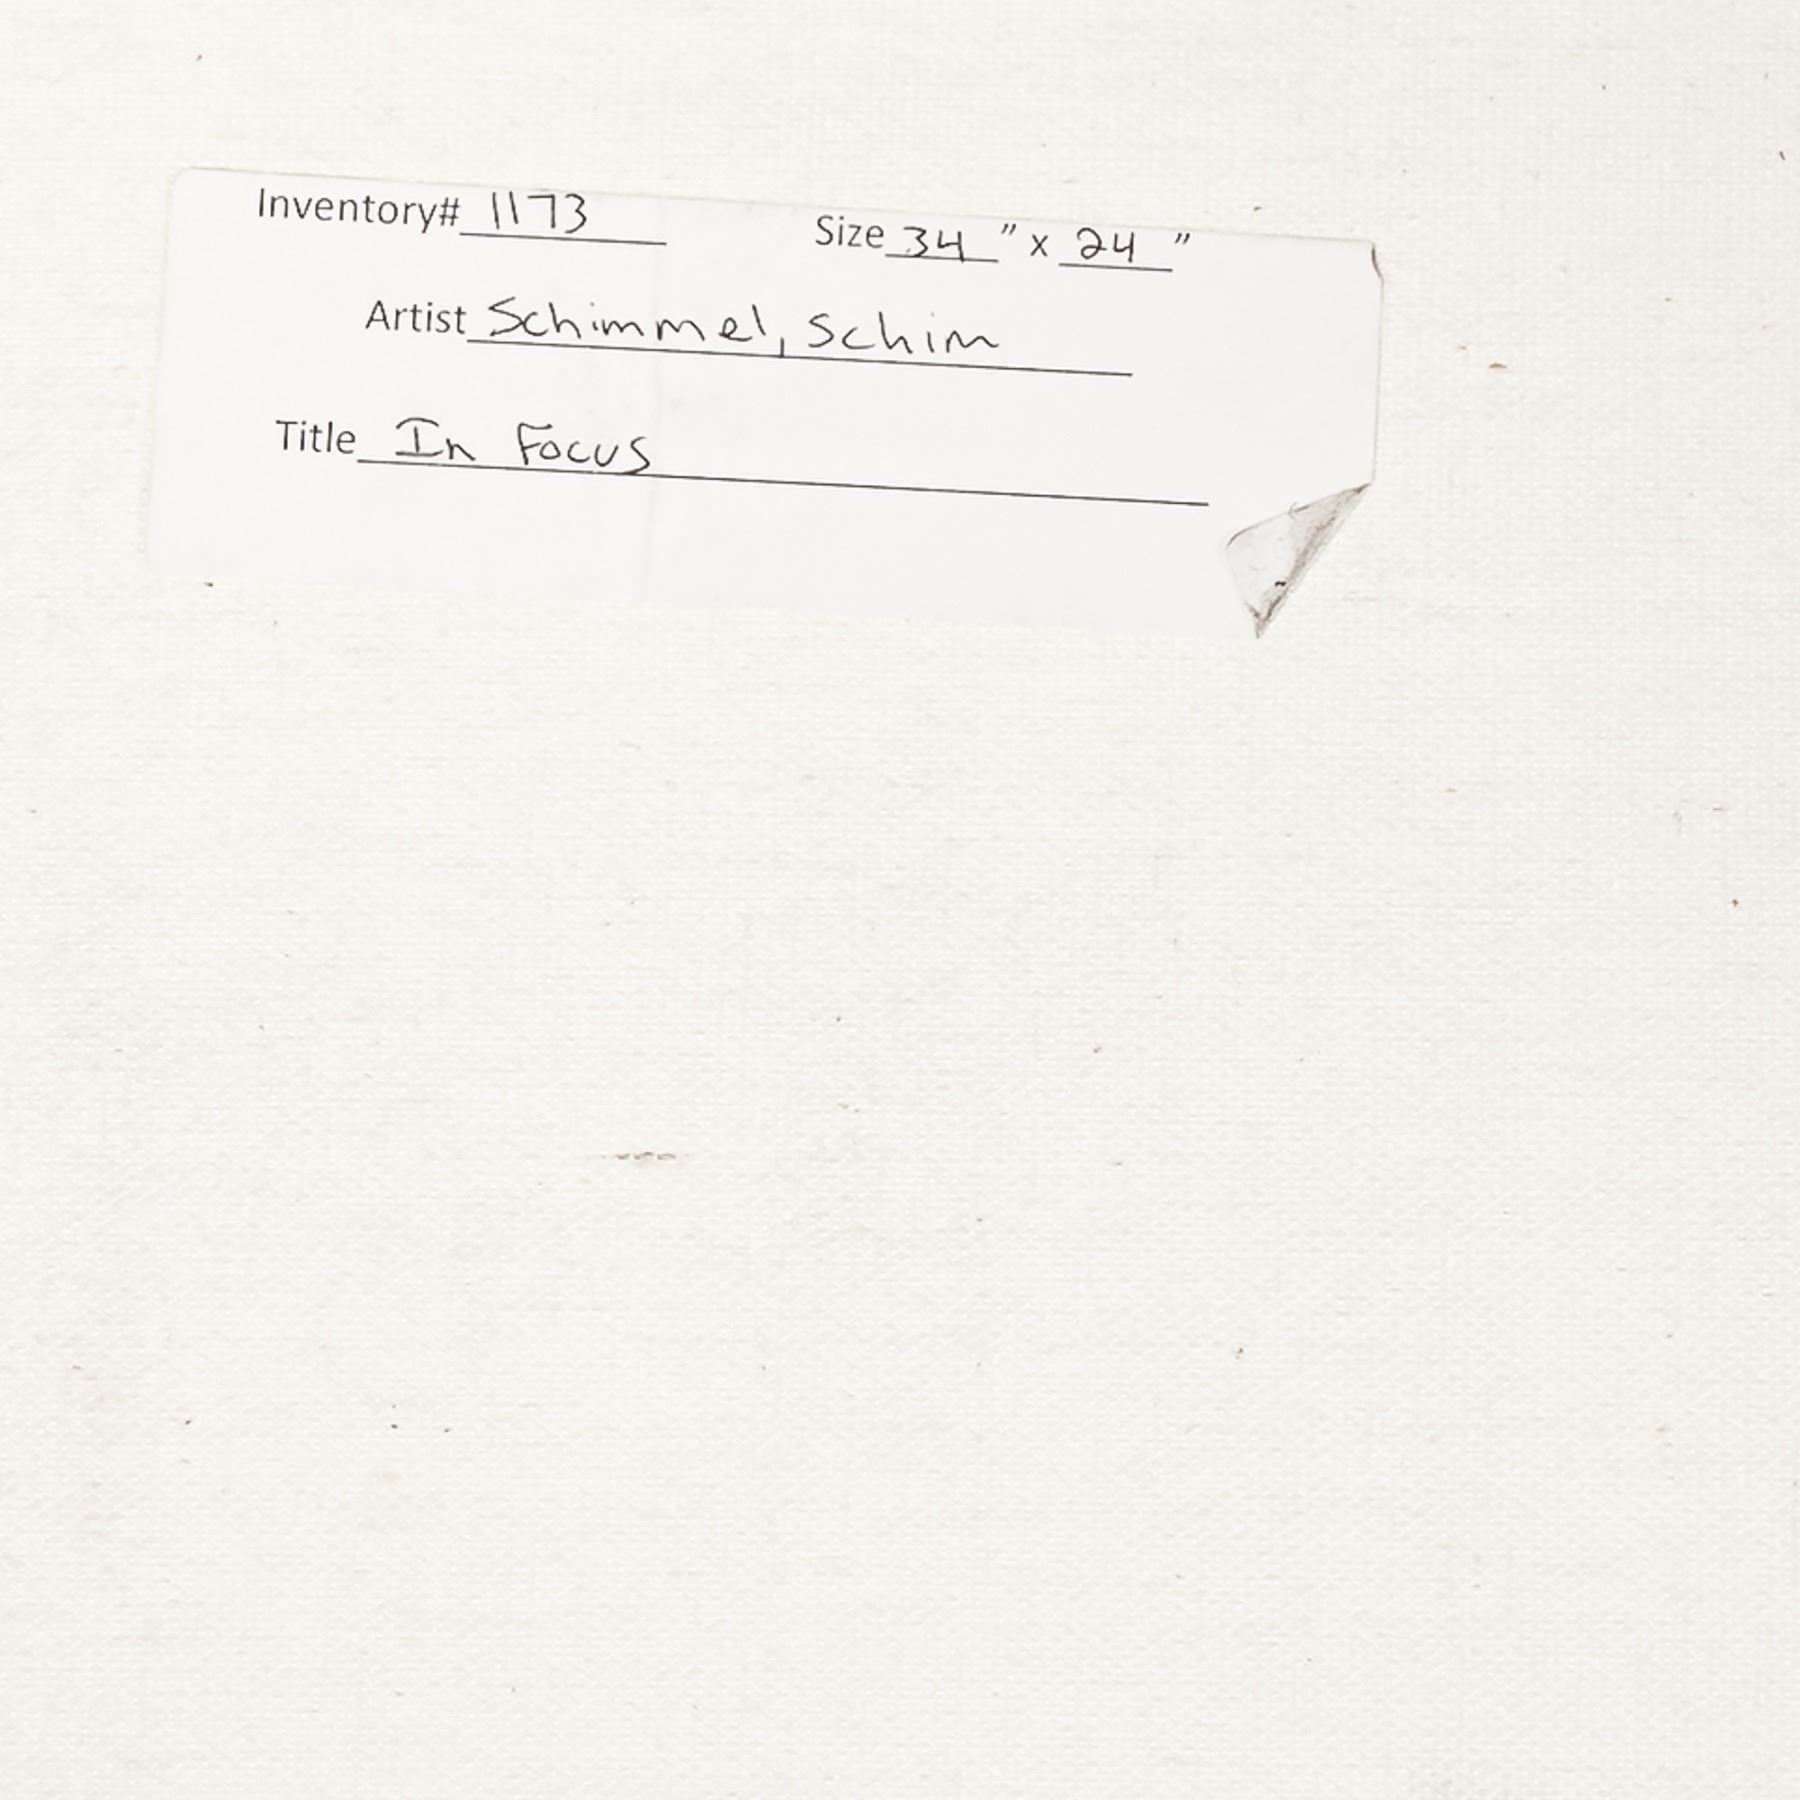 Inventory# 1173 Size 34 " x 24 "
Artist Schimmel, Schim
Title In Focus